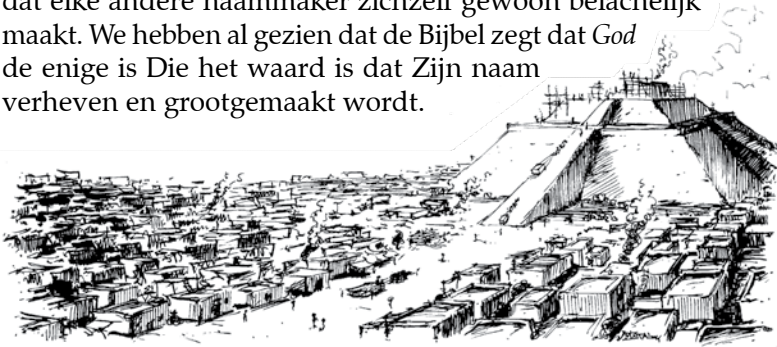 dat elke andere naammaker zichzelf gewoon belachelijk
maakt. We hebben al gezien dat de Bijbel zegt dat God
de enige is Die het waard is dat Zijn naam
verheven en grootgemaakt wordt.